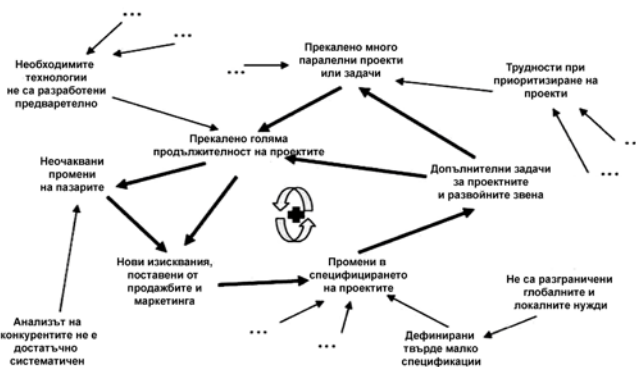 ...
...
Необходимите
технологии
не са разработени
предваретелно
...
Прекалено много
паралелни проекти
или задачи
Трудности при
приоритизиране на
проекти
...
...
Прекалено голяма
продължителност на проектите
Неочаквани
промени
на пазарите
Допълнителни задачи
за проектните
и развойните звена
Нови изисквания,
поставени от
продажбите и
маркетинга
Промени в
специфицирането
на проектите
Не са разграничени
глобалните и
локалните нужди
...
...
Анализът на
конкурентите не е
достатъчно
систематичен
Дефинирани
твърде малко
спецификации